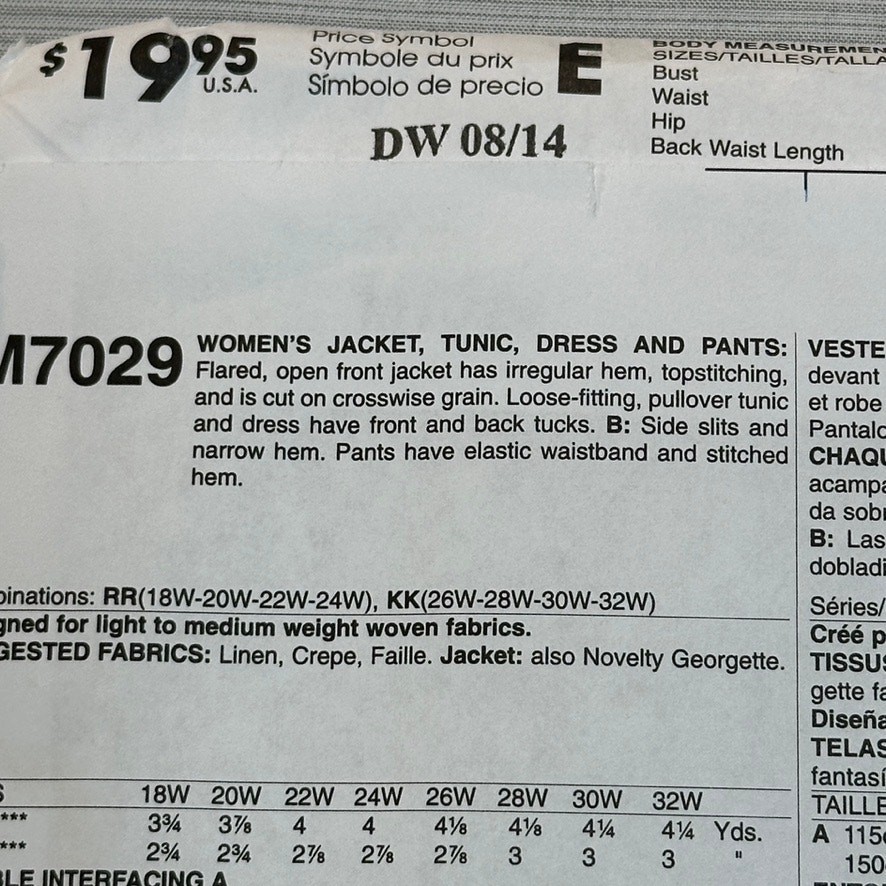 $19.95
U.S.A.
Price Symbol
Symbole du prix
Símbolo de precio
E
DW 08/14
BODY MEASUREMEN
SIZES/TAILLES/TALLA
Bust
Waist
Hip
Back Waist Length
M7029
WOMEN'S JACKET, TUNIC, DRESS AND PANTS:
Flared, open front jacket has irregular hem, topstitching,
and is cut on crosswise grain. Loose-fitting, pullover tunic
and dress have front and back tucks. B: Side slits and
narrow hem. Pants have elastic waistband and stitched
hem.
binations: RR(18W-20W-22W-24W), KK(26W-28W-30W-32W)
gned for light to medium weight woven fabrics.
GESTED FABRICS: Linen, Crepe, Faille. Jacket: also Novelty Georgette.
S 18W 20W 22W 24W 26W 28W 30W 32W
*** 3¾ 3⅞ 4 4 4⅛ 4⅛ 4¼ 4¼ Yds.
*** 2¾ 2¾ 2⅞ 2⅞ 2⅞ 3 3 3 "
BLE INTERFACING A
VESTE
devant
et robe
Pantalo
CHAQU
acampa
da sobr
B: Las
dobladi
Séries/
Créé p
TISSUS
gette fa
Diseña
TELAS
fantasí
TAILLE
A 115c
150